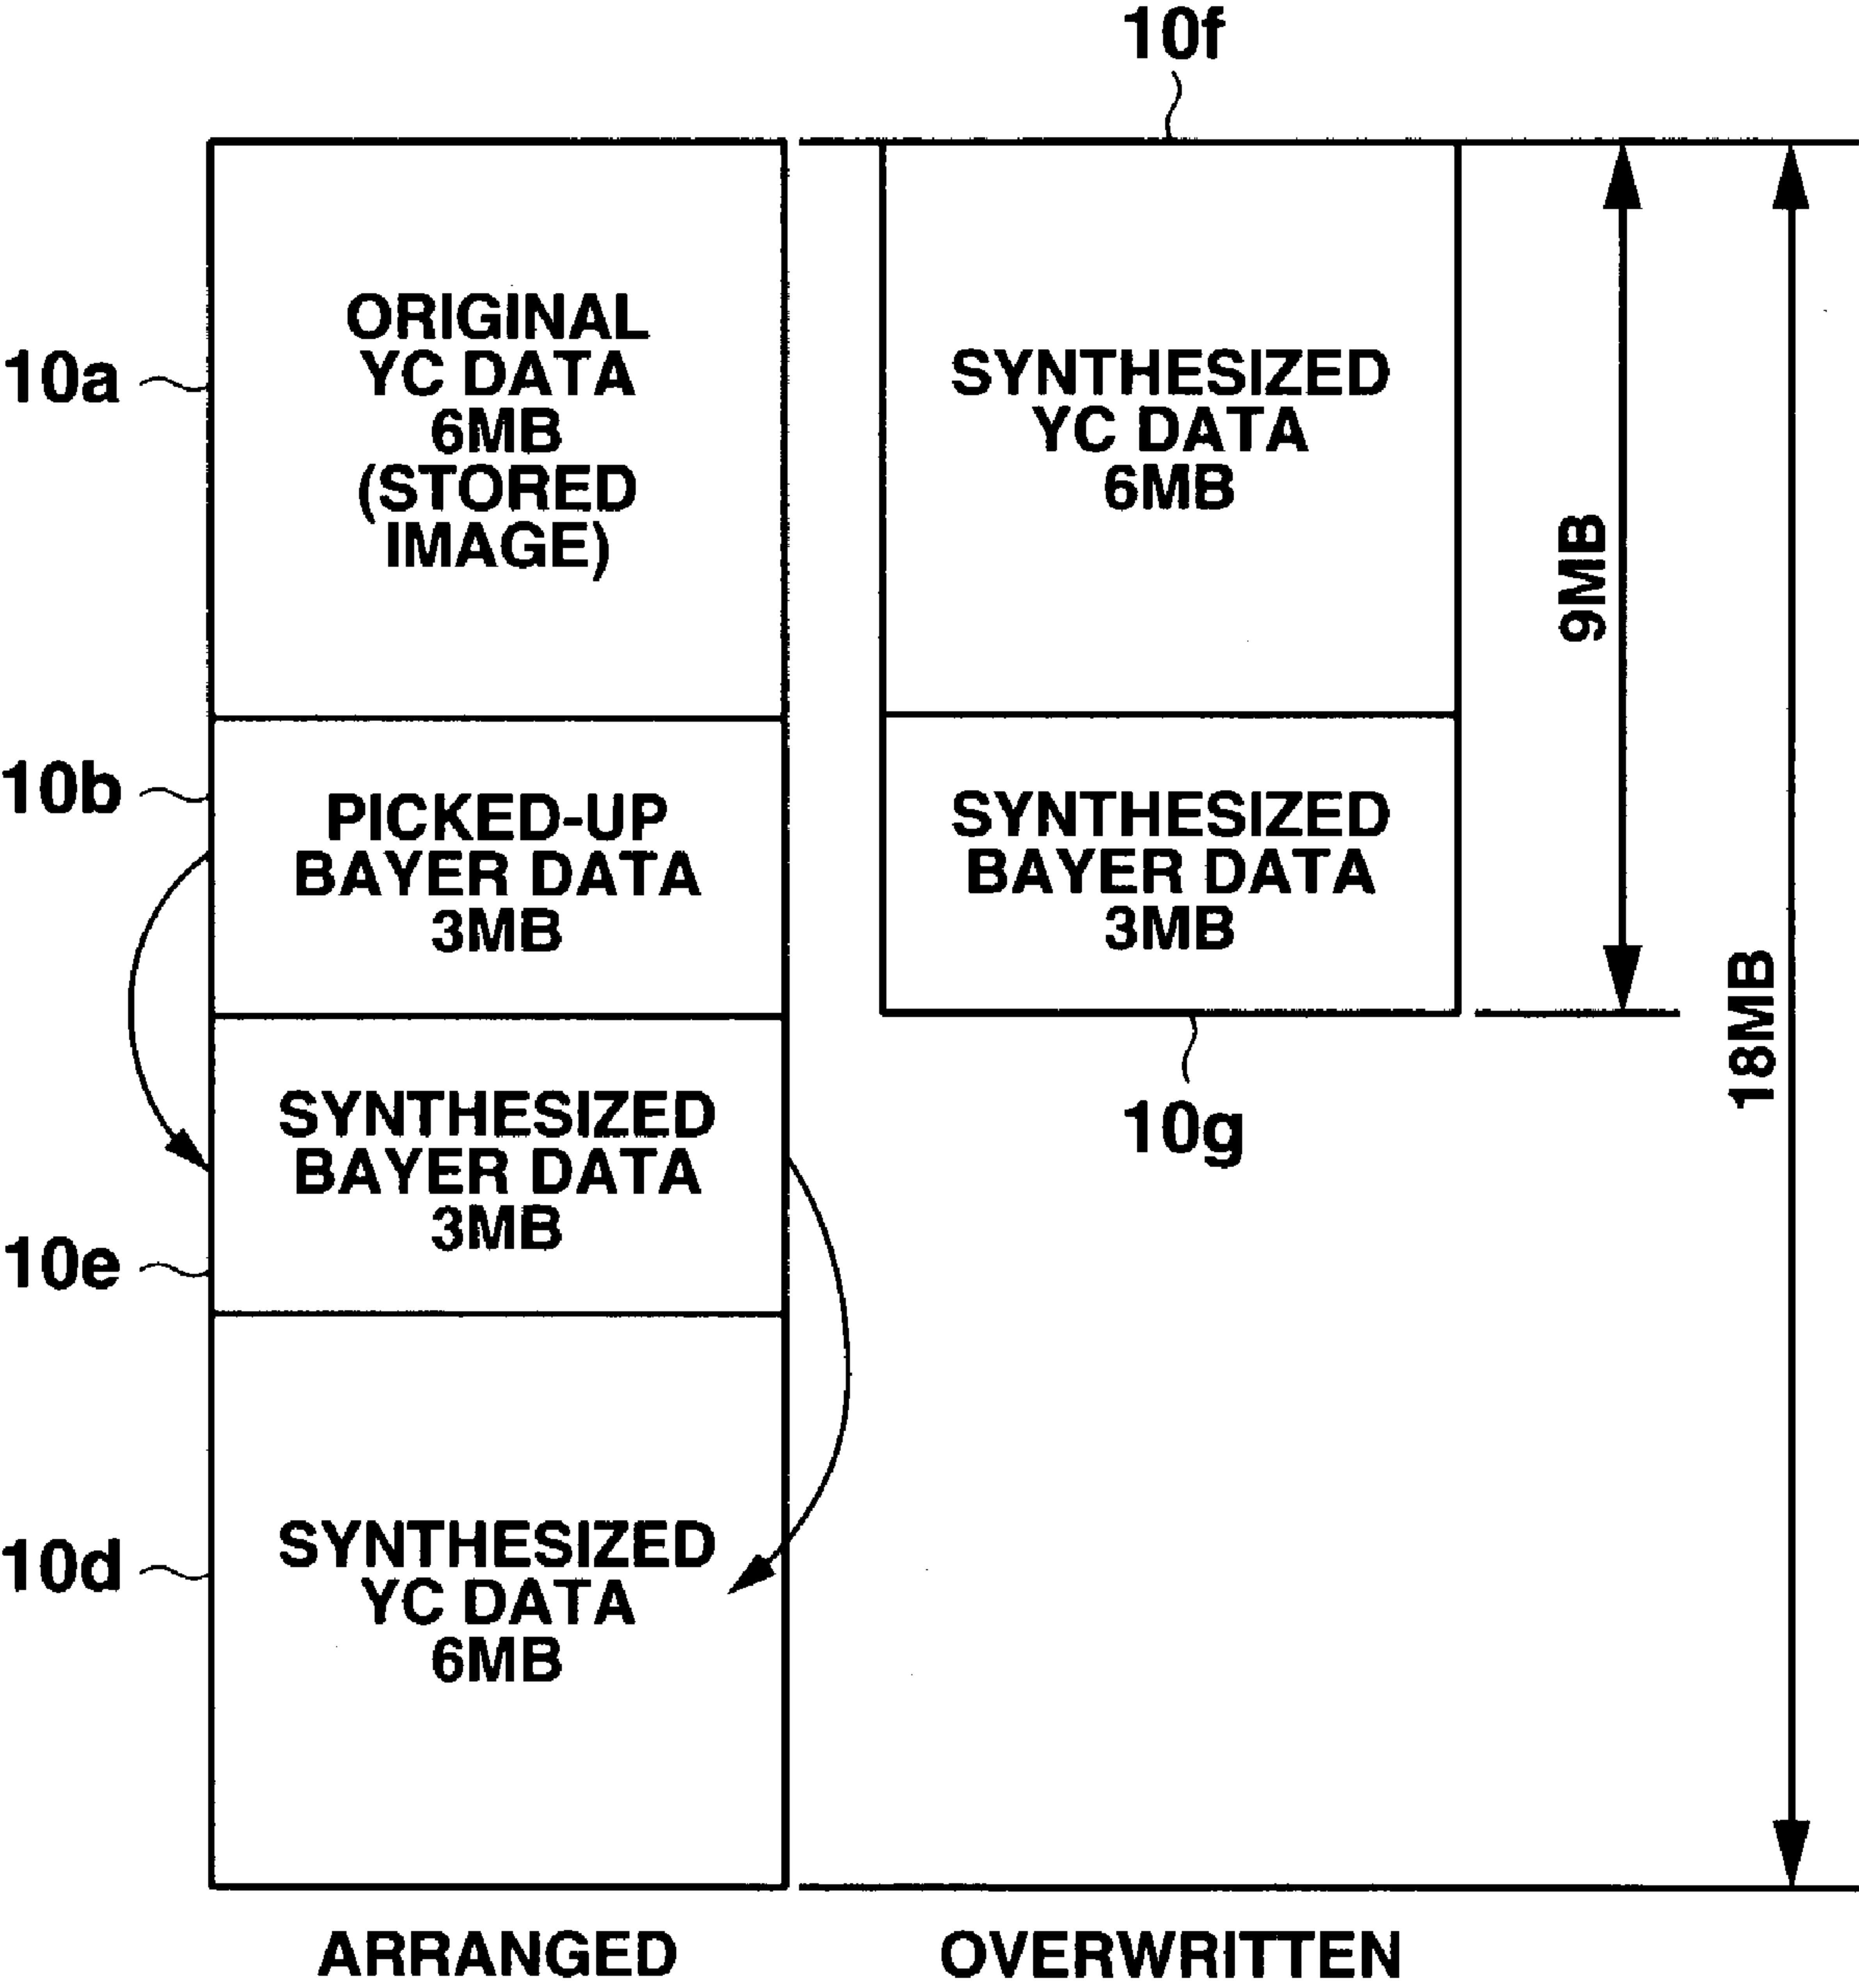 10f
10a
ORIGINAL
YC DATA
6MB
(STORED
IMAGE)
SYNTHESIZED
YC DATA
6MB
9MB
10b
PICKED-UP
BAYER DATA
3MB
SYNTHESIZED
BAYER DATA
3MB
18MB
10g
SYNTHESIZED
BAYER DATA
3MB
10e
10d
SYNTHESIZED
YC DATA
6MB
ARRANGED
OVERWRITTEN